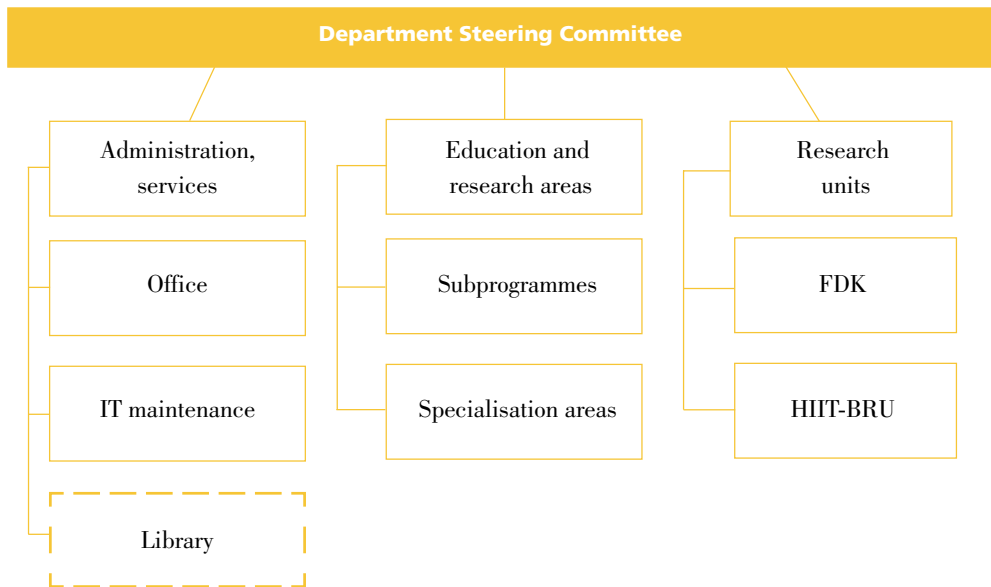 Department Steering Committee
Administration,
services
Office
IT maintenance
Library
Education and
research areas
Subprogrammes
Specialisation areas
Research
units
FDK
HIIT-BRU